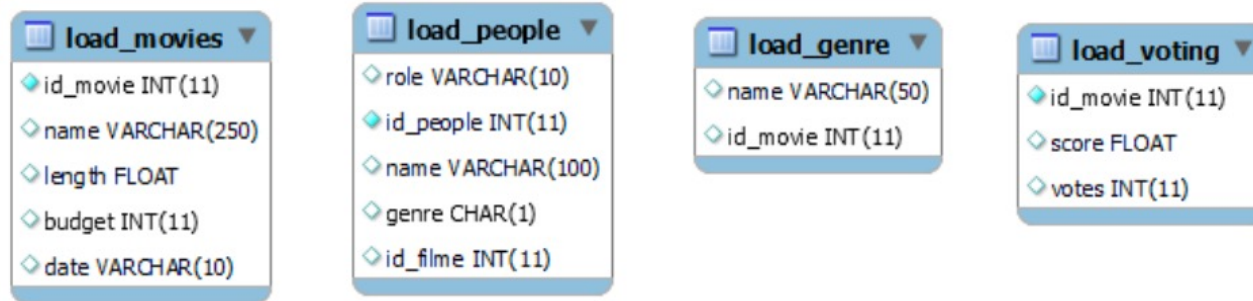 load_movies
id_movie INT(11)
name VARCHAR(250)
length FLOAT
budget INT(11)
date VARCHAR(10)
load_people
role VARCHAR(10)
id_people INT(11)
name VARCHAR(100)
genre CHAR(1)
id_filme INT(11)
load_genre
name VARCHAR(50)
id_movie INT(11)
load_voting
id_movie INT(11)
score FLOAT
votes INT(11)